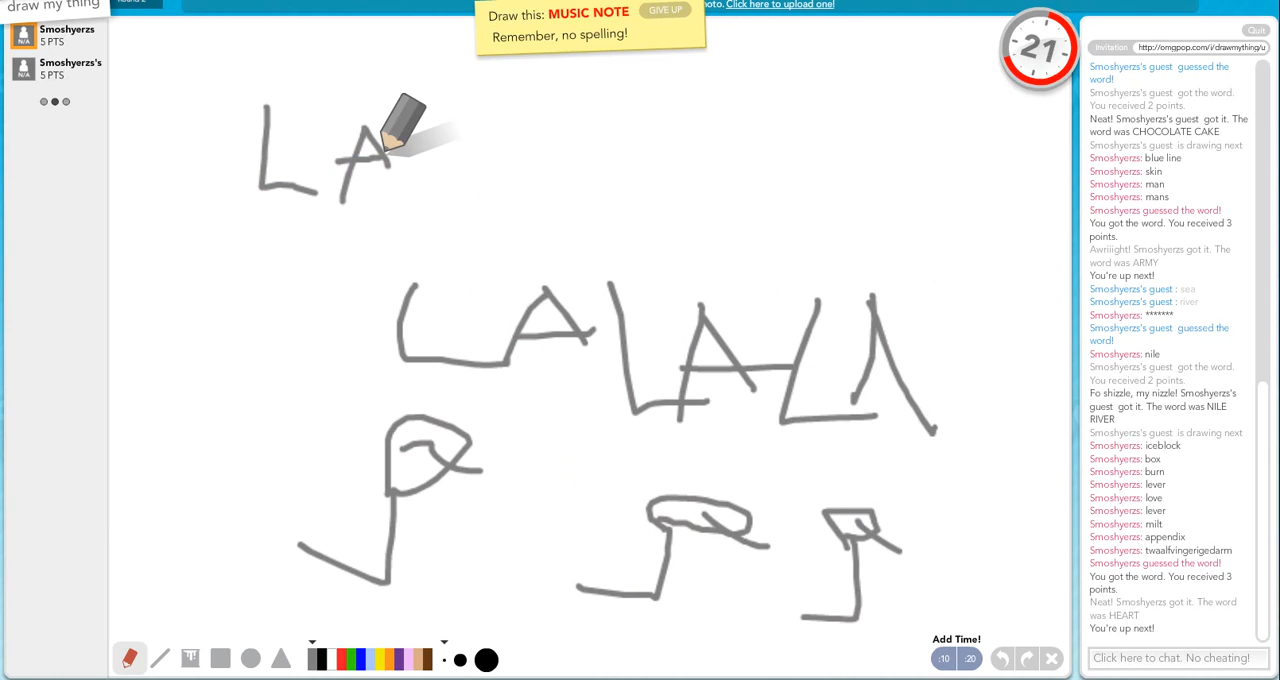 draw my thing
Smoshyerzs
5 PTS
N/A
Smoshyerzs's
5 PTS
N/A
Draw this: MUSIC NOTE
GIVE UP
Remember, no spelling!
oto. Click here to upload one!
21
L A
LA LA LA
Add Time!
:10 :20
Quit
Invitation http://omgpop.com/i/drawmything/u
Smoshyerzs's guest guessed the
word!
Smoshyerzs's guest got the word.
You received 2 points.
Neat! Smoshyerzs's guest got it. The
word was CHOCOLATE CAKE
Smoshyerzs's guest is drawing next
Smoshyerzs: blue line
Smoshyerzs: skin
Smoshyerzs: man
Smoshyerzs: mans
Smoshyerzs guessed the word!
You got the word. You received 3
points.
Awriiight! Smoshyerzs got it. The
word was ARMY
You're up next!
Smoshyerzs's guest : sea
Smoshyerzs's guest : river
Smoshyerzs: *******
Smoshyerzs's guest guessed the
word!
Smoshyerzs: nile
Smoshyerzs's guest got the word.
You received 2 points.
Fo shizzle, my nizzle! Smoshyerzs's
guest got it. The word was NILE
RIVER
Smoshyerzs's guest is drawing next
Smoshyerzs: iceblock
Smoshyerzs: box
Smoshyerzs: burn
Smoshyerzs: lever
Smoshyerzs: love
Smoshyerzs: lever
Smoshyerzs: milt
Smoshyerzs: appendix
Smoshyerzs: twaalfvingerigedarm
Smoshyerzs guessed the word!
You got the word. You received 3
points.
Neat! Smoshyerzs got it. The word
was HEART
You're up next!
Click here to chat. No cheating!